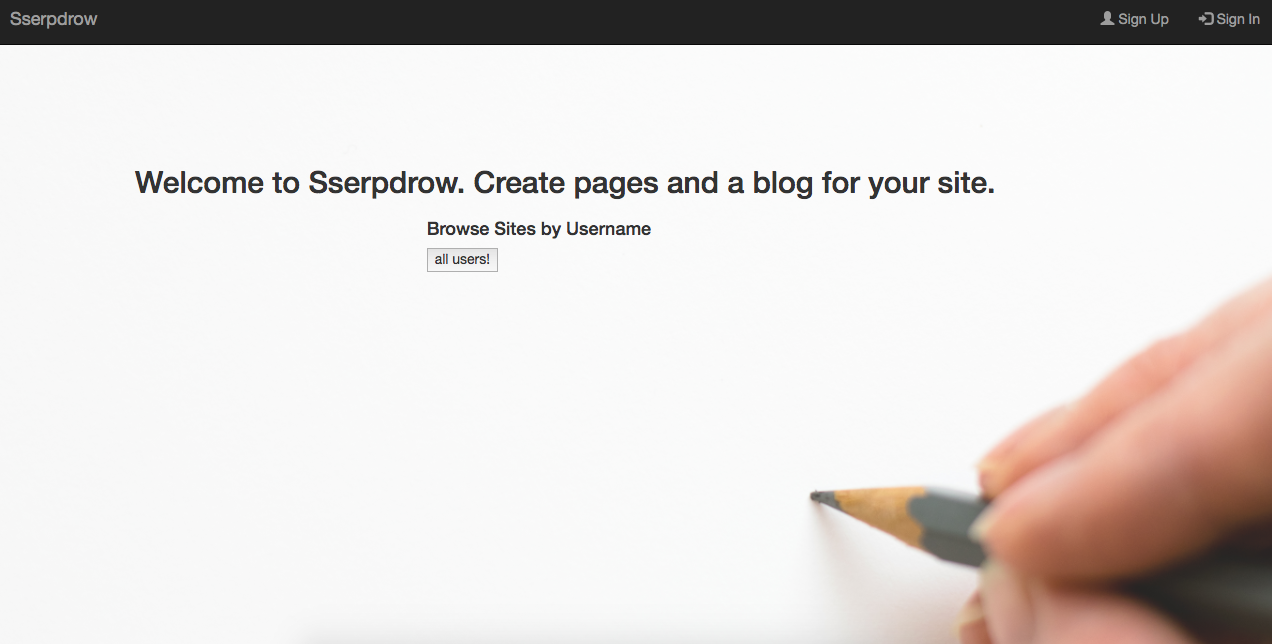 Sserpdrow
Sign Up
Sign In
Welcome to Sserpdrow. Create pages and a blog for your site.
Browse Sites by Username
all users!